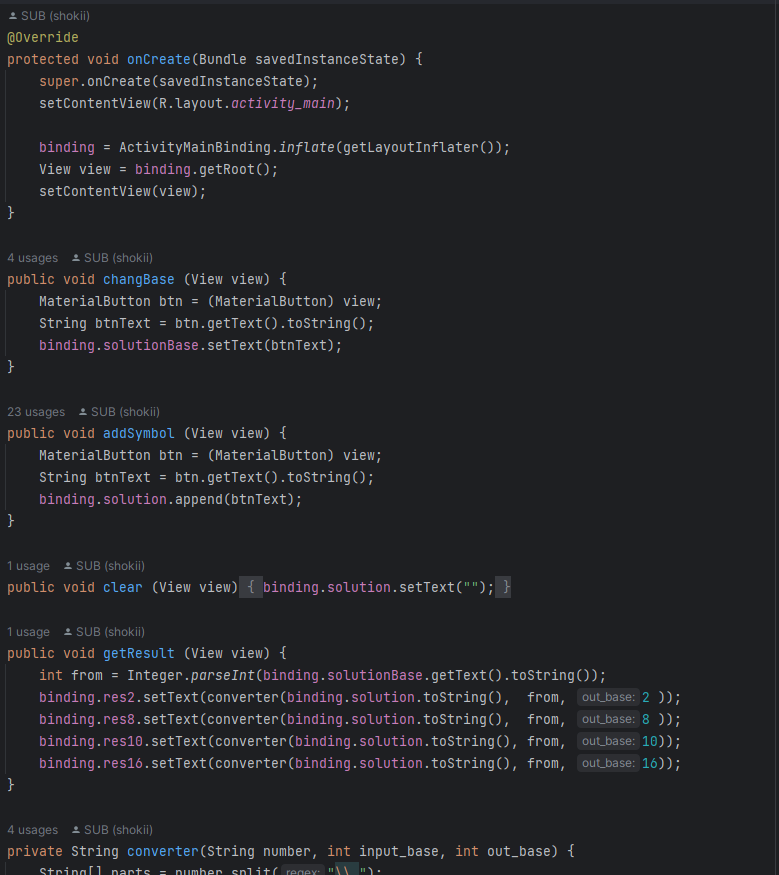 SUB (shokii)
@Override
protected void onCreate(Bundle savedInstanceState) {
    super.onCreate(savedInstanceState);
    setContentView(R.layout.activity_main);
    binding = ActivityMainBinding.inflate(getLayoutInflater());
    View view = binding.getRoot();
    setContentView(view);
}
4 usages SUB (shokii)
public void changBase (View view) {
    MaterialButton btn = (MaterialButton) view;
    String btnText = btn.getText().toString();
    binding.solutionBase.setText(btnText);
}
23 usages SUB (shokii)
public void addSymbol (View view) {
    MaterialButton btn = (MaterialButton) view;
    String btnText = btn.getText().toString();
    binding.solution.append(btnText);
}
1 usage SUB (shokii)
public void clear (View view) { binding.solution.setText(""); }
1 usage SUB (shokii)
public void getResult (View view) {
    int from = Integer.parseInt(binding.solutionBase.getText().toString());
    binding.res2.setText(converter(binding.solution.toString(),  from, out_base: 2 ));
    binding.res8.setText(converter(binding.solution.toString(),  from, out_base: 8 ));
    binding.res10.setText(converter(binding.solution.toString(), from, out_base: 10));
    binding.res16.setText(converter(binding.solution.toString(), from, out_base: 16));
}
4 usages SUB (shokii)
private String converter(String number, int input_base, int out_base) {
    String[] parts = number.split( regex: "\\ ");